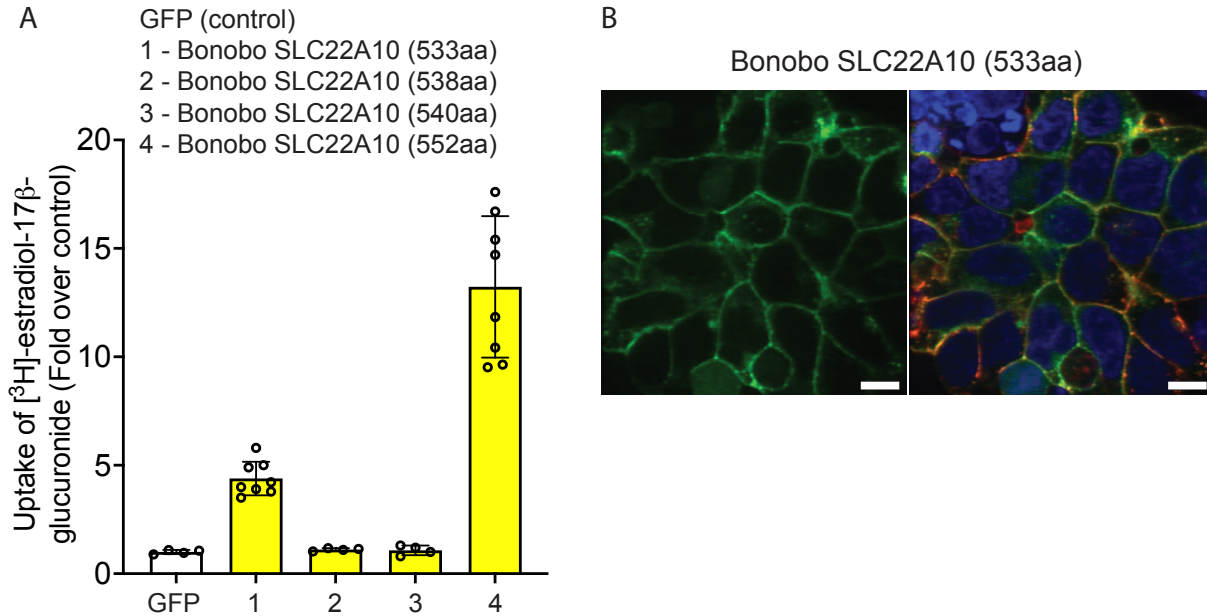 A
GFP (control)
1 - Bonobo SLC22A10 (533aa)
2 - Bonobo SLC22A10 (538aa)
3 - Bonobo SLC22A10 (540aa)
4 - Bonobo SLC22A10 (552aa)
Uptake of [³H]-estradiol-17β-
glucuronide (Fold over control)
20
15
10
5
0
GFP
1
2
3
4
B
Bonobo SLC22A10 (533aa)